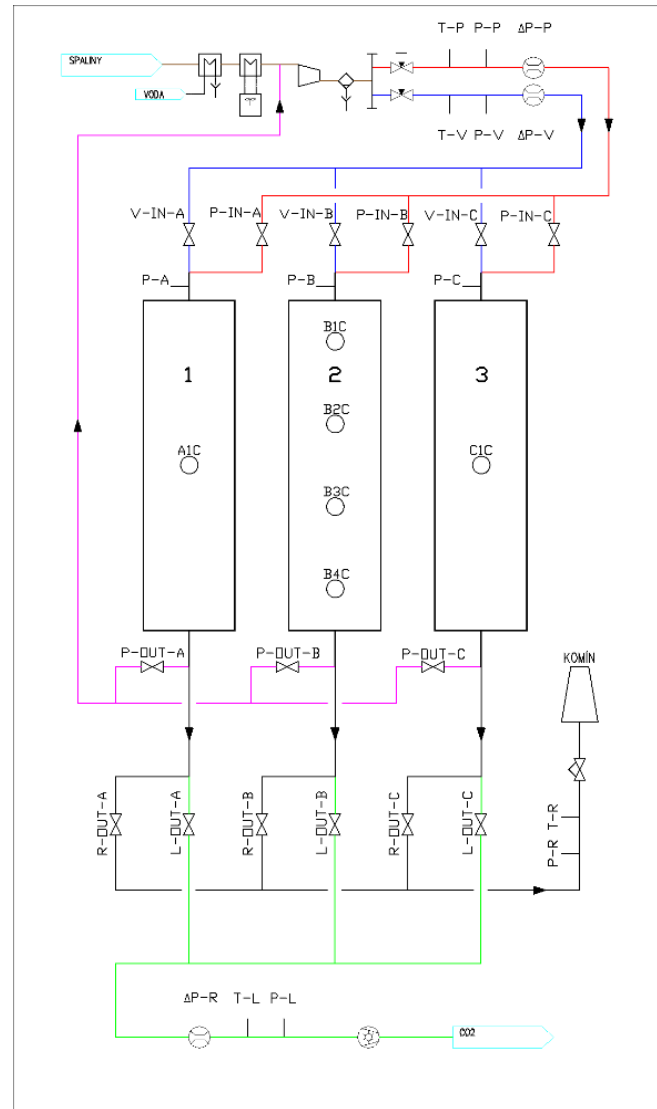 SPALINY
VODA
T-P P-P ΔP-P
T-V P-V ΔP-V
V-IN-A P-IN-A V-IN-B P-IN-B V-IN-C P-IN-C
P-A P-B P-C
1 2 3
B1C
B2C
A1C C1C
B3C
B4C
P-OUT-A P-OUT-B P-OUT-C
KOMÍN
R-OUT-A L-OUT-A R-OUT-B L-OUT-B R-OUT-C L-OUT-C
T-R
P-R
ΔP-R T-L P-L
CO2